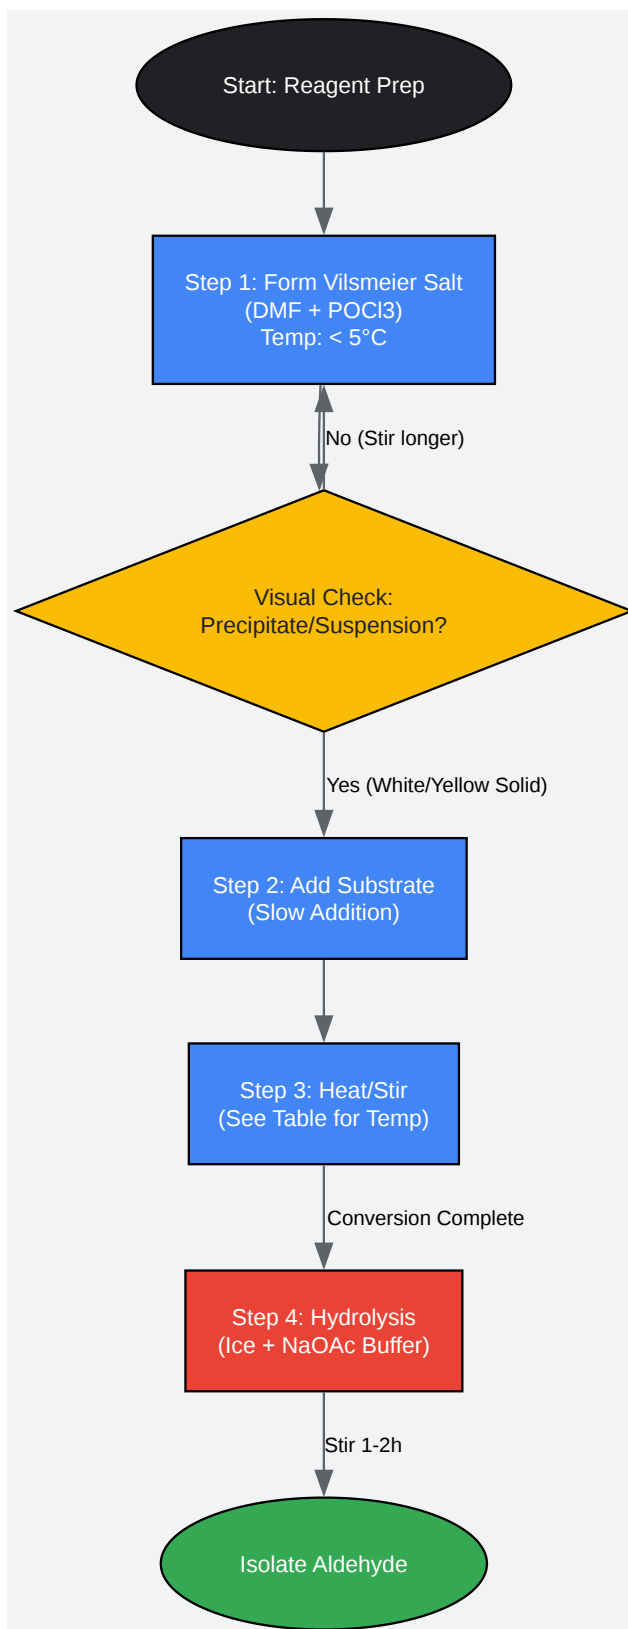 Start: Reagent Prep
Step 1: Form Vilsmeier Salt
(DMF + POCl3)
Temp: < 5°C
No (Stir longer)
Visual Check:
Precipitate/Suspension?
Yes (White/Yellow Solid)
Step 2: Add Substrate
(Slow Addition)
Step 3: Heat/Stir
(See Table for Temp)
Conversion Complete
Step 4: Hydrolysis
(Ice + NaOAc Buffer)
Stir 1-2h
Isolate Aldehyde